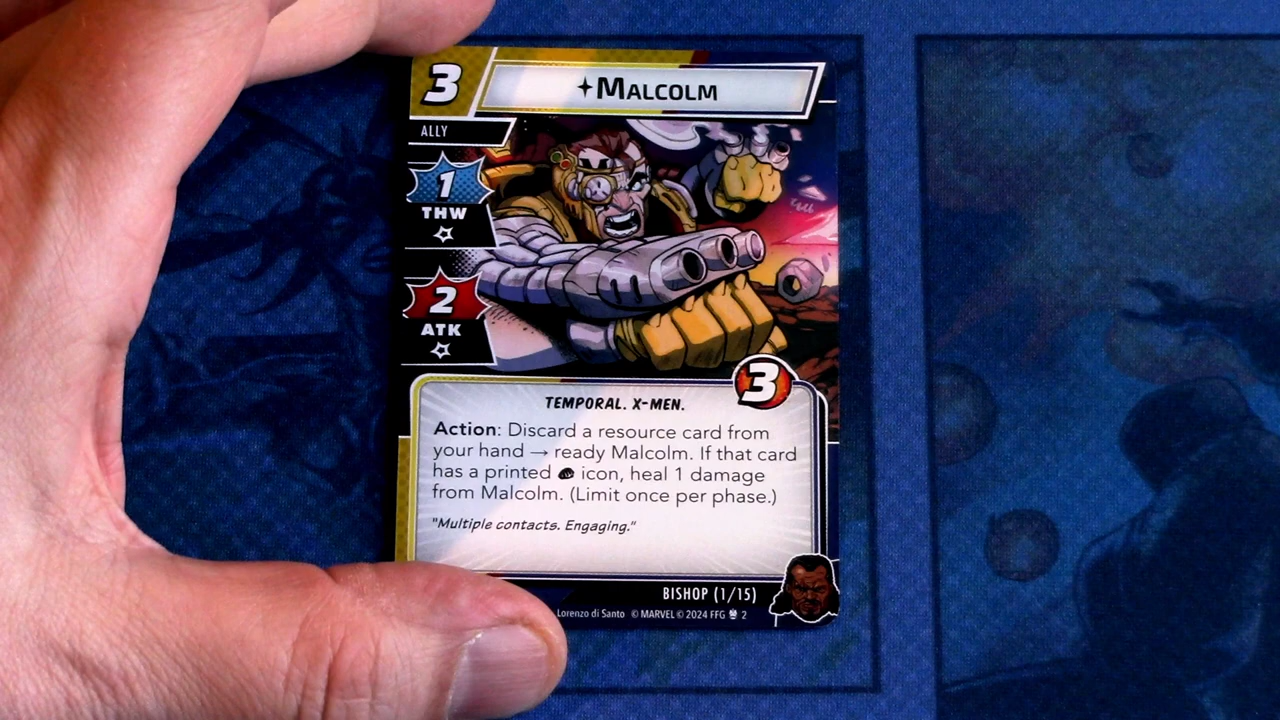 3
Malcolm
ALLY
1
THW
2
ATK
3
TEMPORAL. X-MEN.
Action: Discard a resource card from
your hand → ready Malcolm. If that card
has a printed icon, heal 1 damage
from Malcolm. (Limit once per phase.)
"Multiple contacts. Engaging."
BISHOP (1/15)
Lorenzo di Santo © MARVEL © 2024 FFG 2